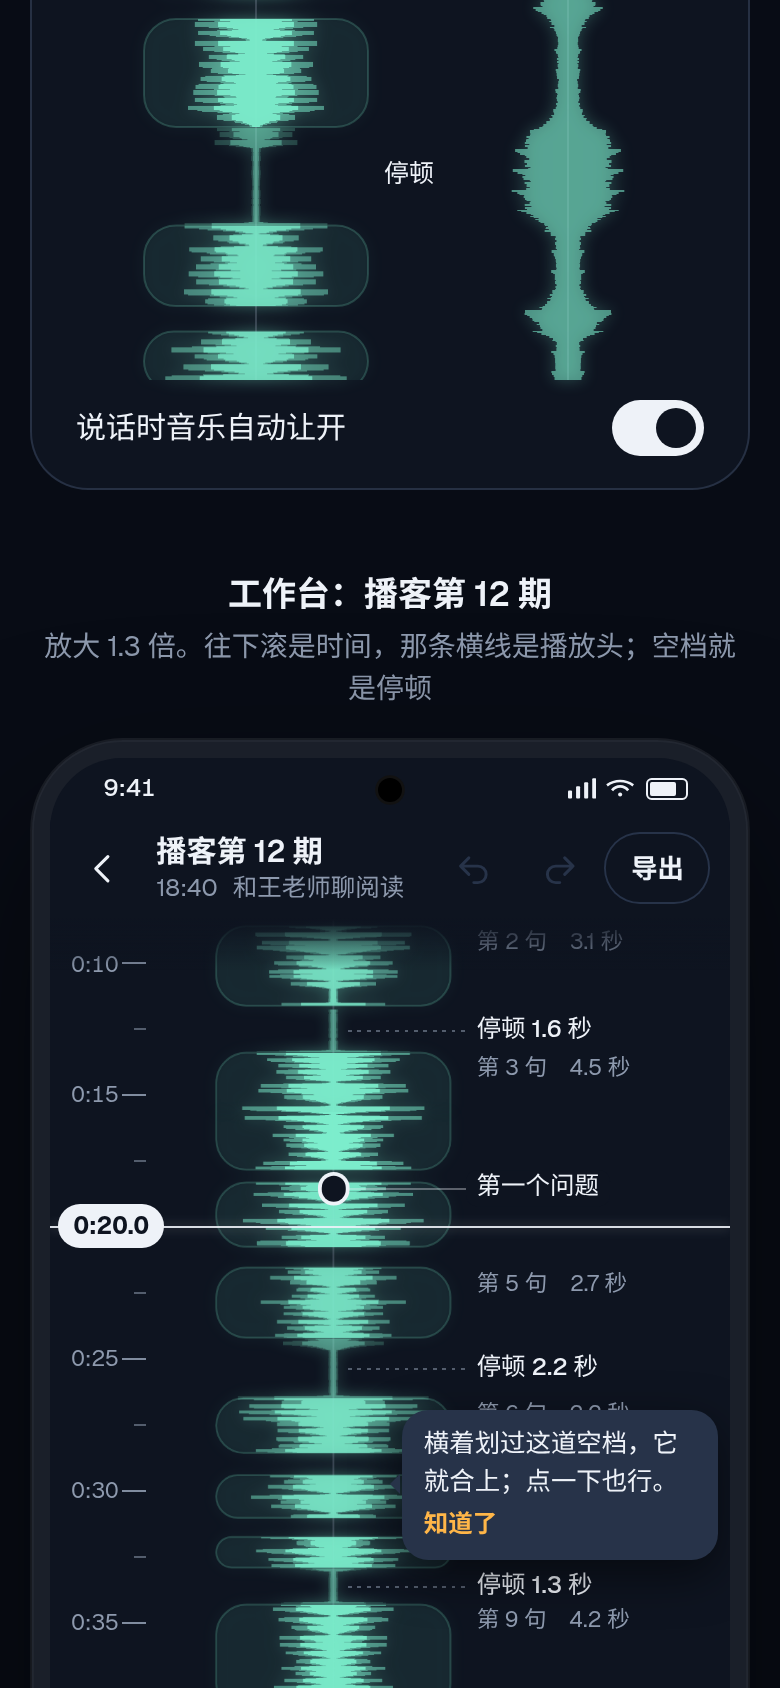 停顿
说话时音乐自动让开
工作台：播客第 12 期
放大 1.3 倍。往下滚是时间，那条横线是播放头；空档就
是停顿
9:41
播客第 12 期
18:40 和王老师聊阅读
导出
第 2 句 3.1 秒
0:10
停顿 1.6 秒
第 3 句 4.5 秒
0:15
第一个问题
0:20.0
第 5 句 2.7 秒
0:25
停顿 2.2 秒
横着划过这道空档，它
就合上；点一下也行。
知道了
0:30
停顿 1.3 秒
第 9 句 4.2 秒
0:35